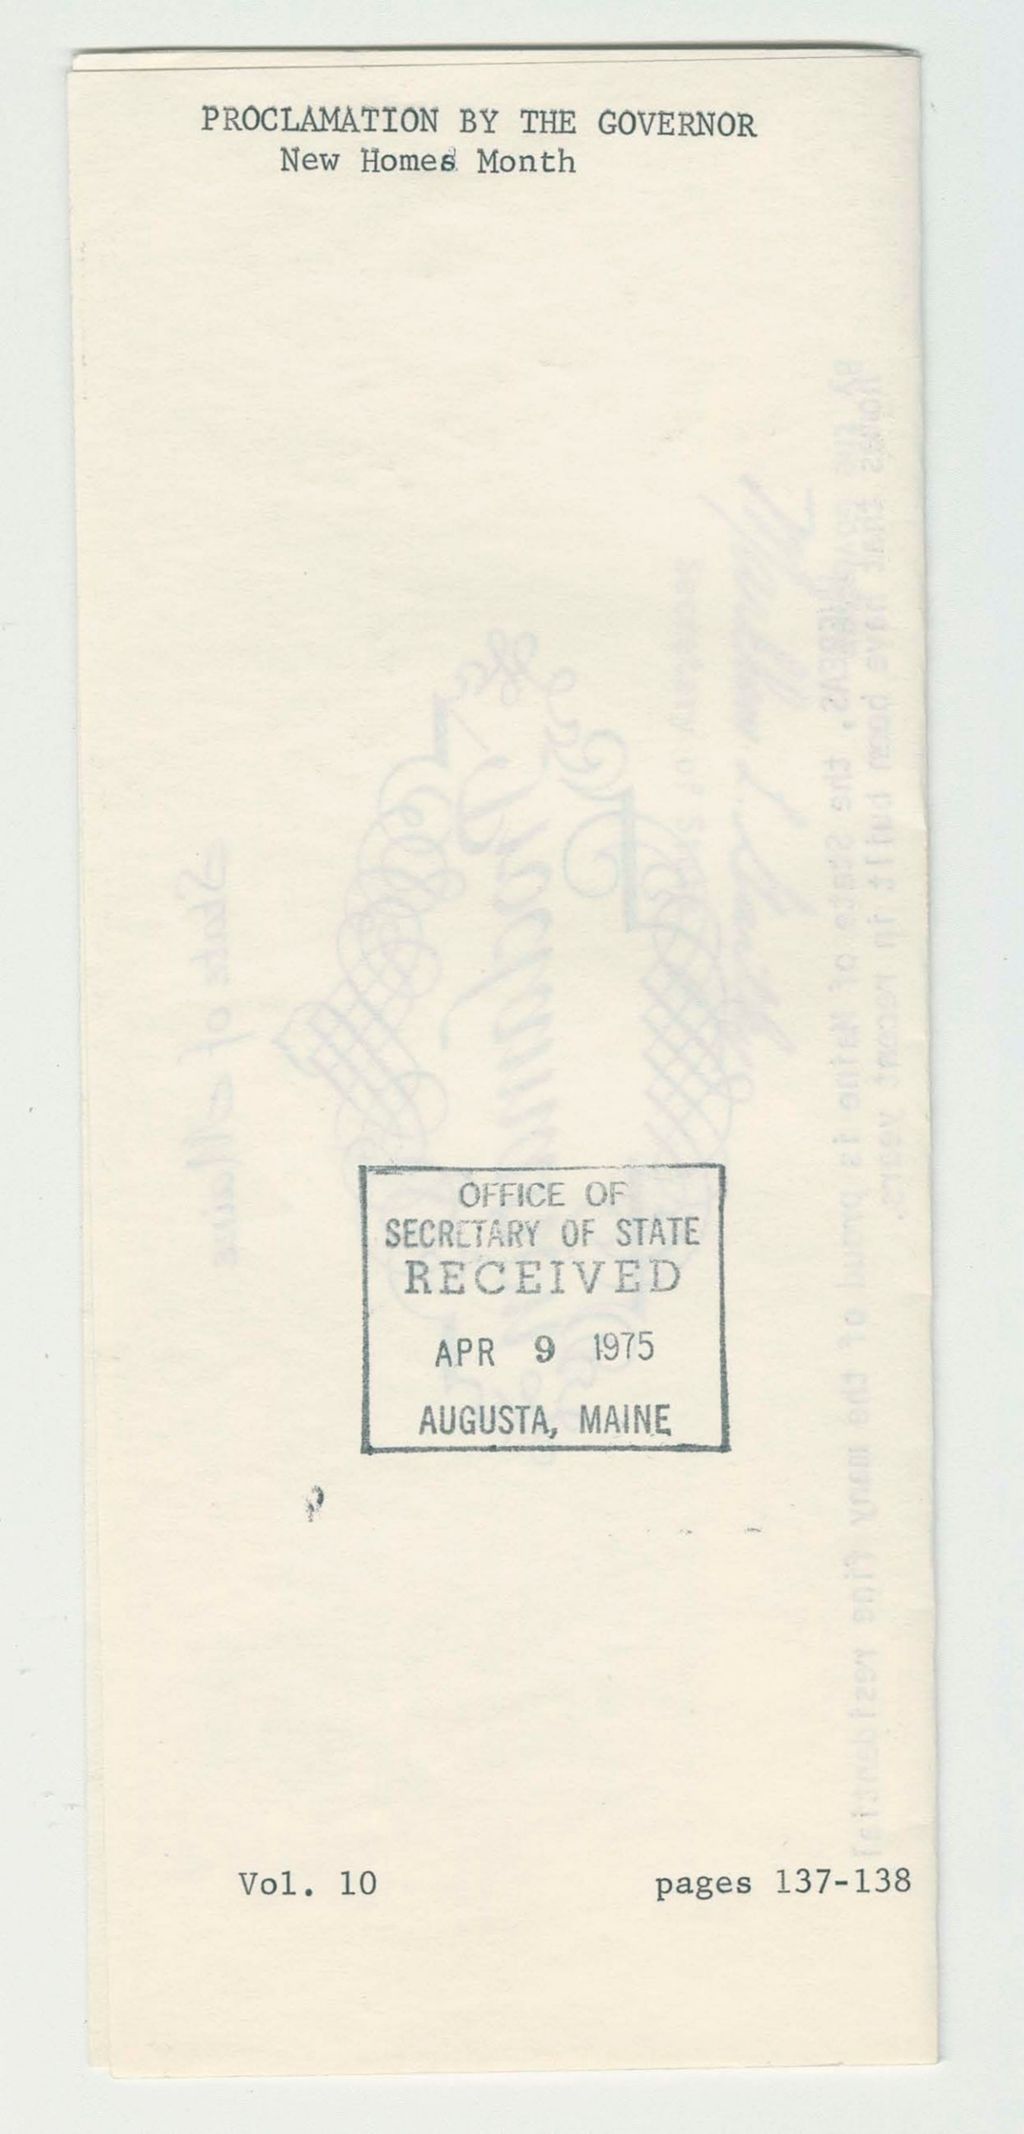 PROCLAMATION BY THE GOVERNOR
New Homes Month
OFFICE OF
SECRETARY OF STATE
RECEIVED
APR 9 1975
AUGUSTA, MAINE
Vol. 10 pages 137-138